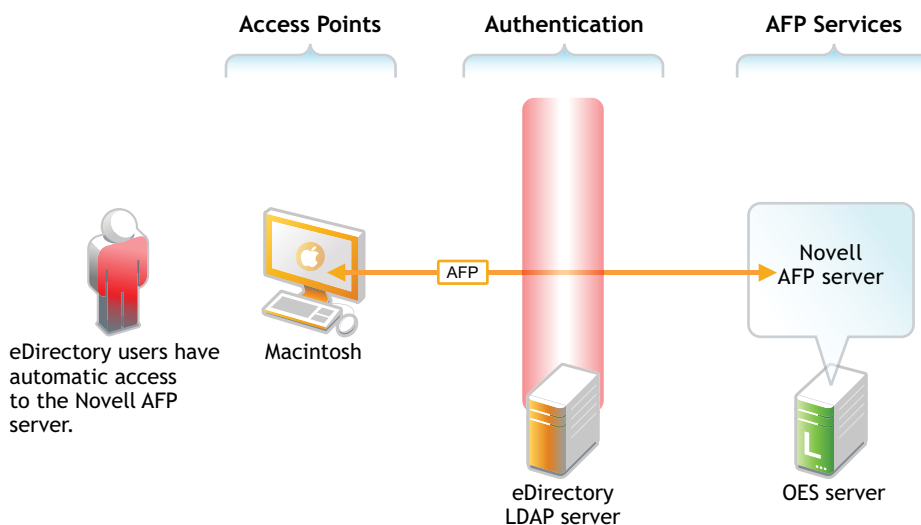 Access Points
Authentication
AFP Services
AFP
Novell
AFP server
eDirectory users have
automatic access
to the Novell AFP
server.
Macintosh
eDirectory
LDAP server
L
OES server